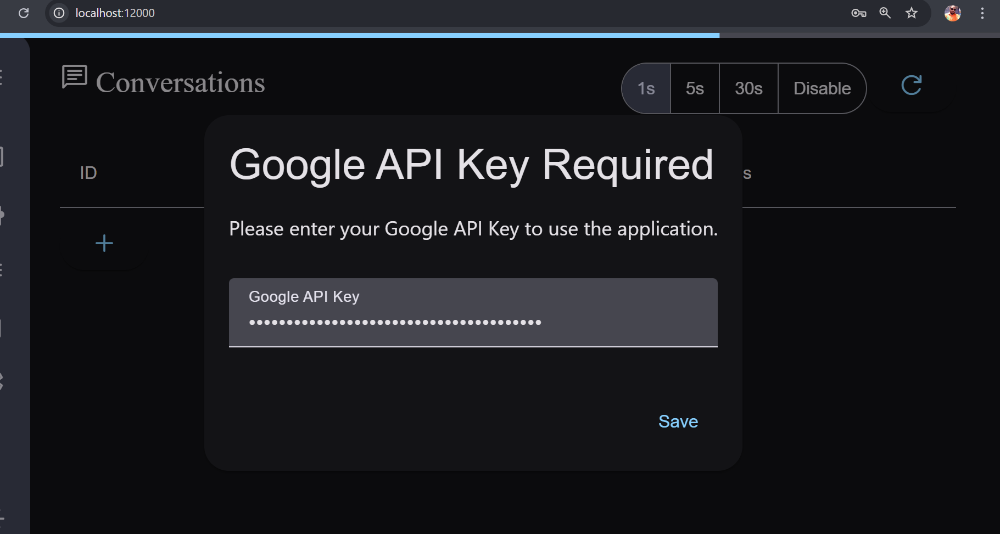 localhost:12000
Conversations
1s 5s 30s Disable
Google API Key Required
ID
s
Please enter your Google API Key to use the application.
Google API Key
•••••••••••••••••••••••••••••••••••••••
Save